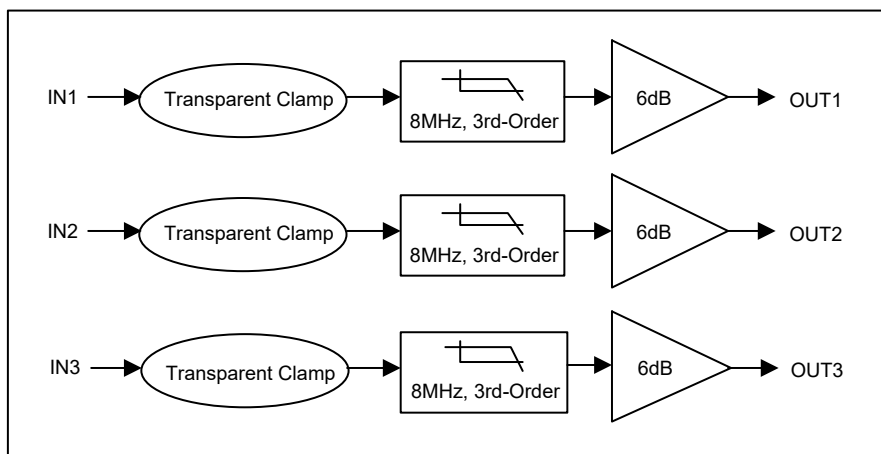 IN1
Transparent Clamp
8MHz, 3rd-Order
6dB
OUT1
IN2
Transparent Clamp
8MHz, 3rd-Order
6dB
OUT2
IN3
Transparent Clamp
8MHz, 3rd-Order
6dB
OUT3